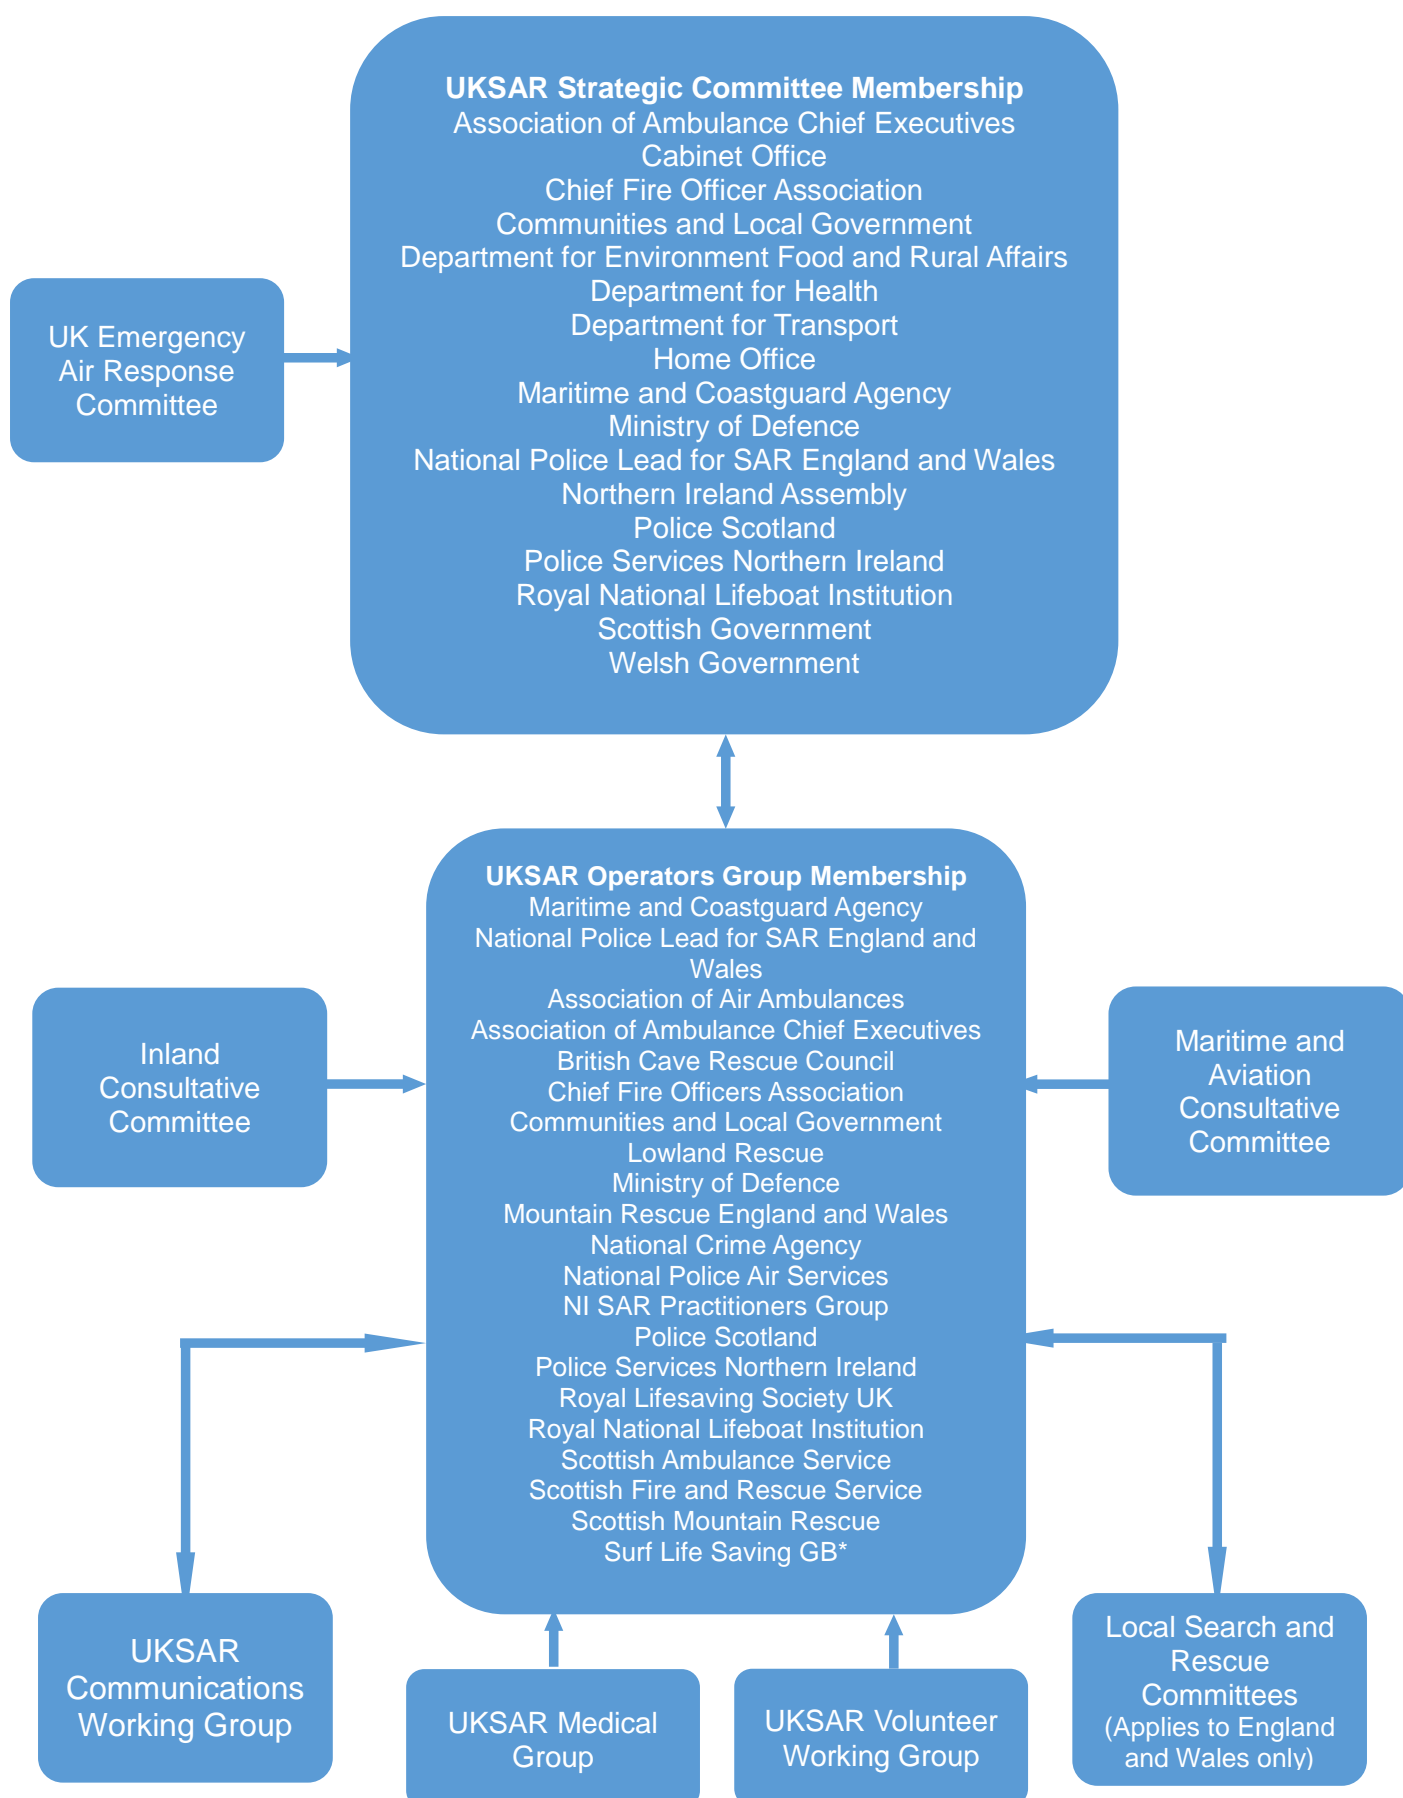 UKSAR Strategic Committee Membership
Association of Ambulance Chief Executives
Cabinet Office
Chief Fire Officer Association
Communities and Local Government
Department for Environment Food and Rural Affairs
Department for Health
Department for Transport
Home Office
Maritime and Coastguard Agency
Ministry of Defence
National Police Lead for SAR England and Wales
Northern Ireland Assembly
Police Scotland
Police Services Northern Ireland
Royal National Lifeboat Institution
Scottish Government
Welsh Government
UK Emergency
Air Response
Committee
UKSAR Operators Group Membership
Maritime and Coastguard Agency
National Police Lead for SAR England and
Wales
Association of Air Ambulances
Association of Ambulance Chief Executives
British Cave Rescue Council
Chief Fire Officers Association
Communities and Local Government
Lowland Rescue
Ministry of Defence
Mountain Rescue England and Wales
National Crime Agency
National Police Air Services
NI SAR Practitioners Group
Police Scotland
Police Services Northern Ireland
Royal Lifesaving Society UK
Royal National Lifeboat Institution
Scottish Ambulance Service
Scottish Fire and Rescue Service
Scottish Mountain Rescue
Surf Life Saving GB*
Inland
Consultative
Committee
Maritime and
Aviation
Consultative
Committee
UKSAR
Communications
Working Group
UKSAR Medical
Group
UKSAR Volunteer
Working Group
Local Search and
Rescue
Committees
(Applies to England
and Wales only)